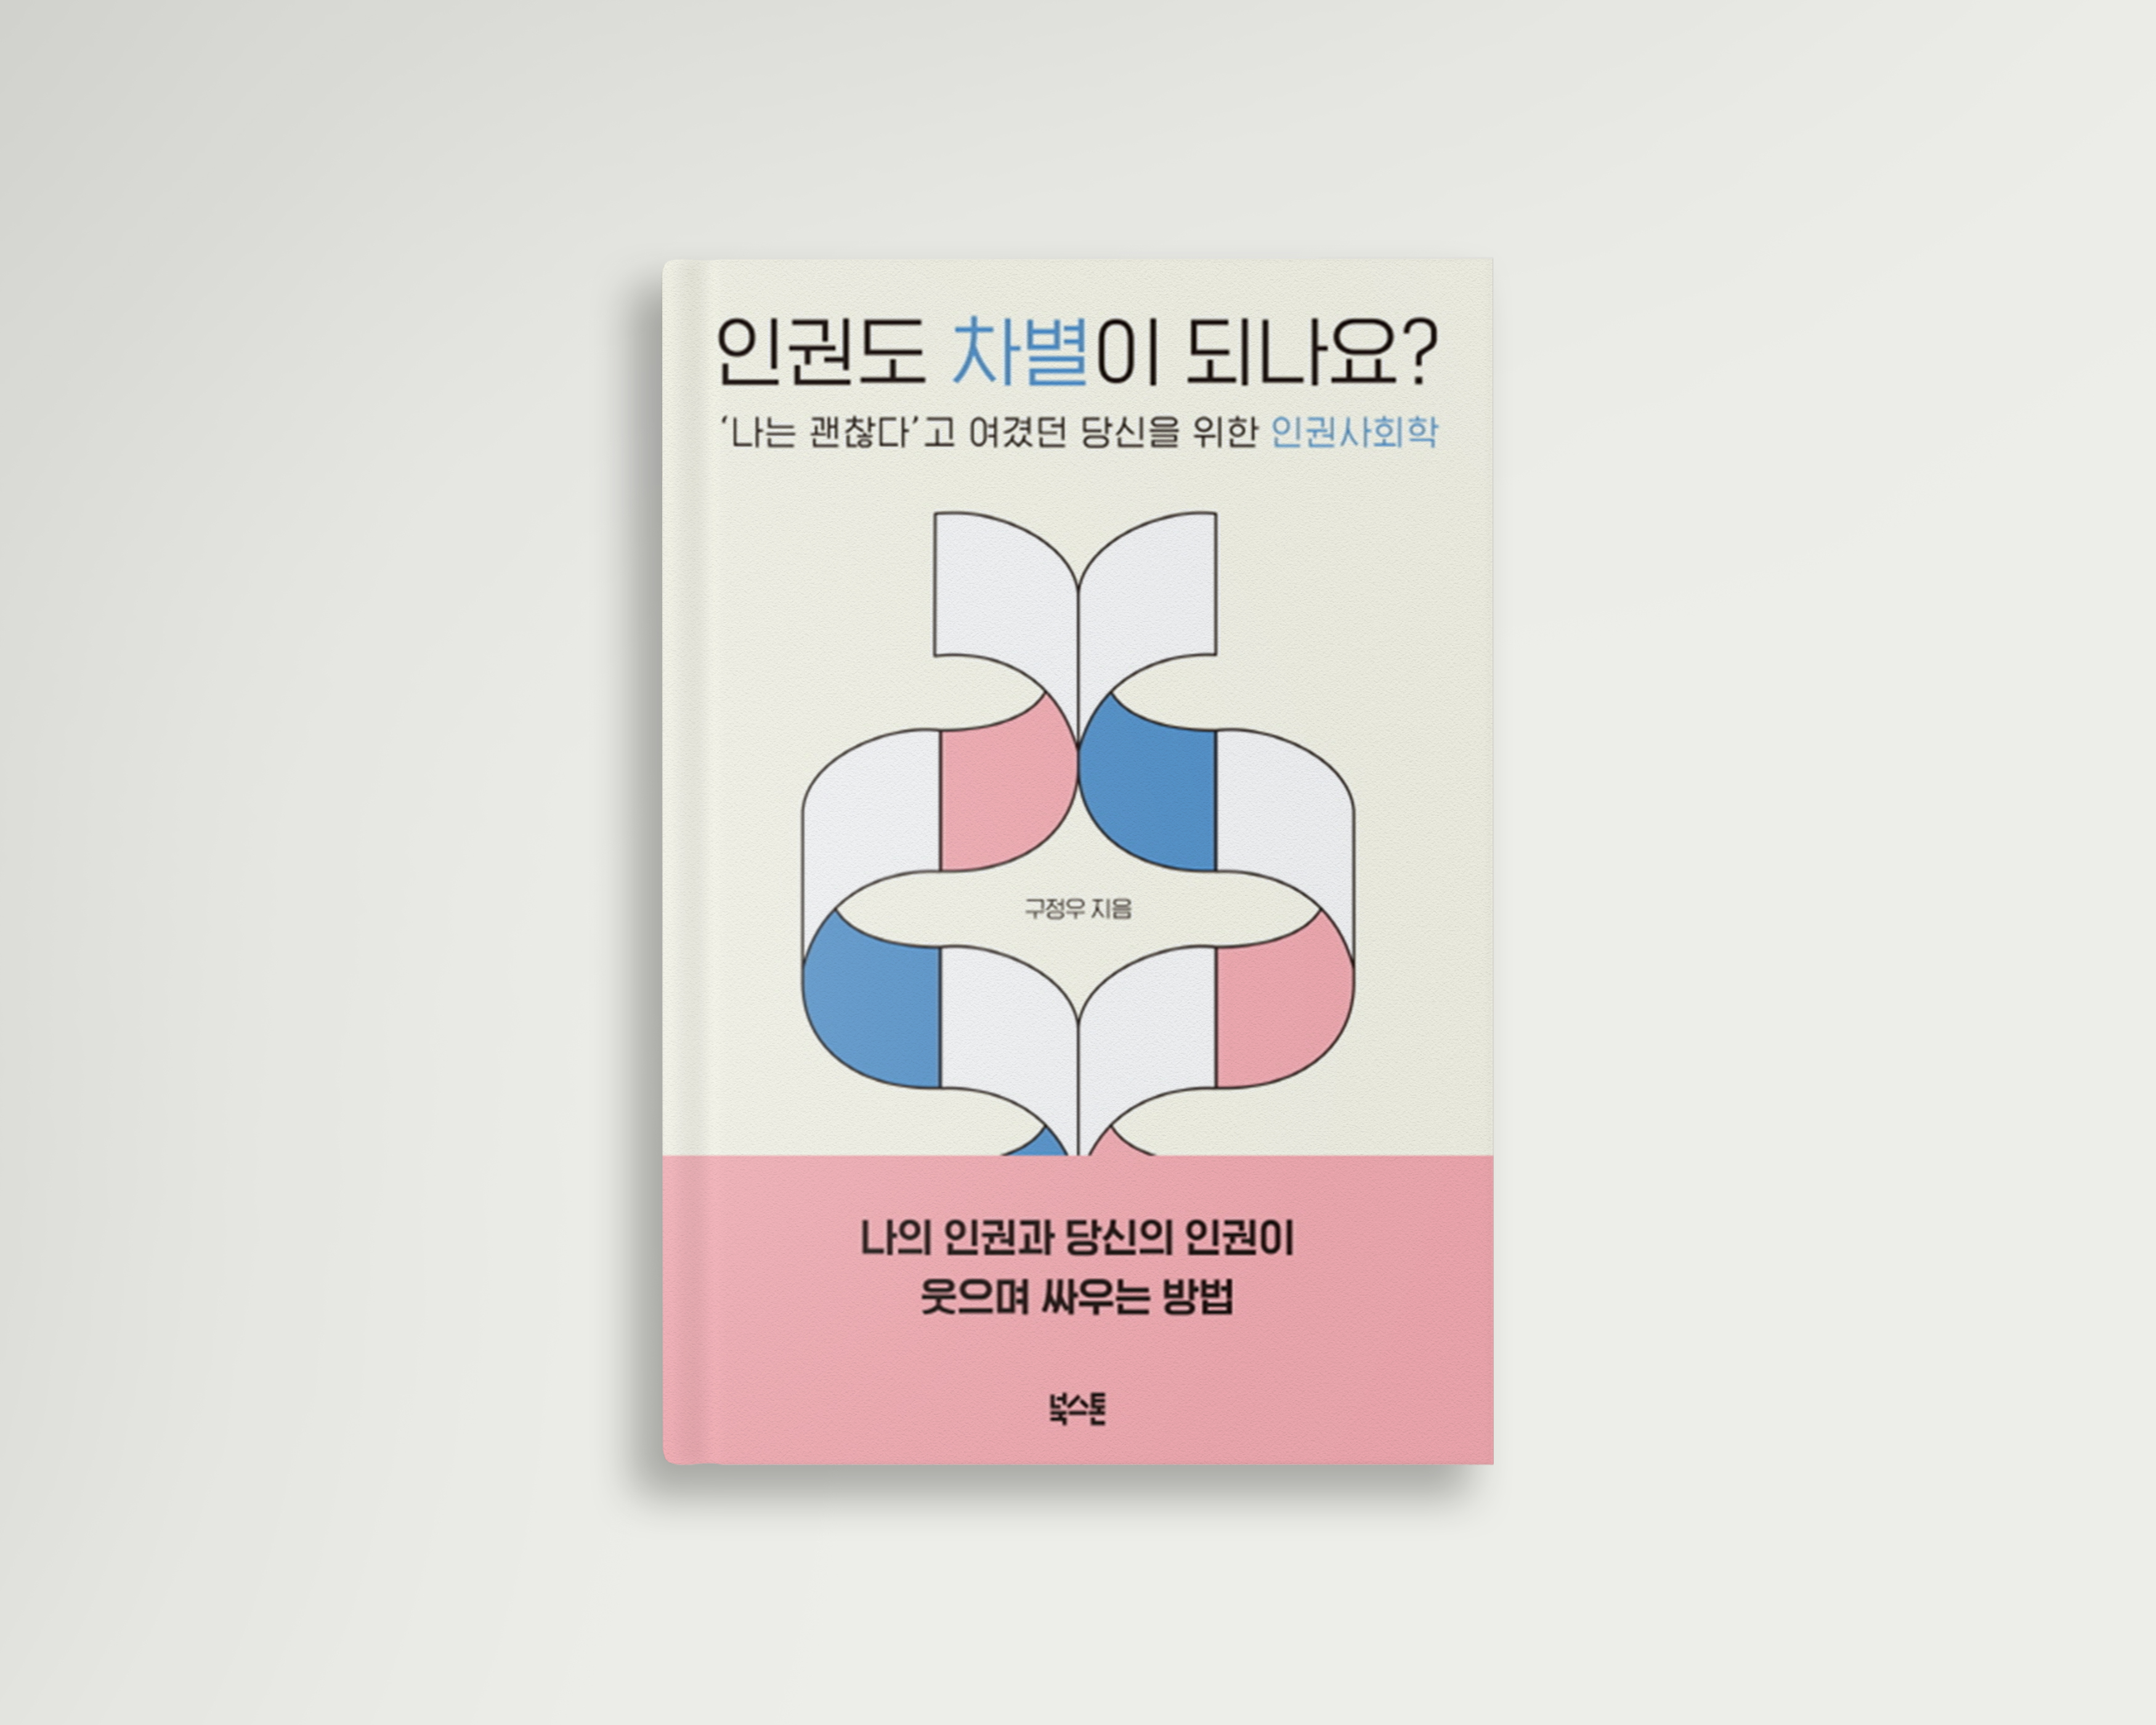 인권도 차별이 되나요?
‘나는 괜찮다’고 여겼던 당신을 위한 인권사회학
구정우 지음
나의 인권과 당신의 인권이
웃으며 싸우는 방법
북스톤